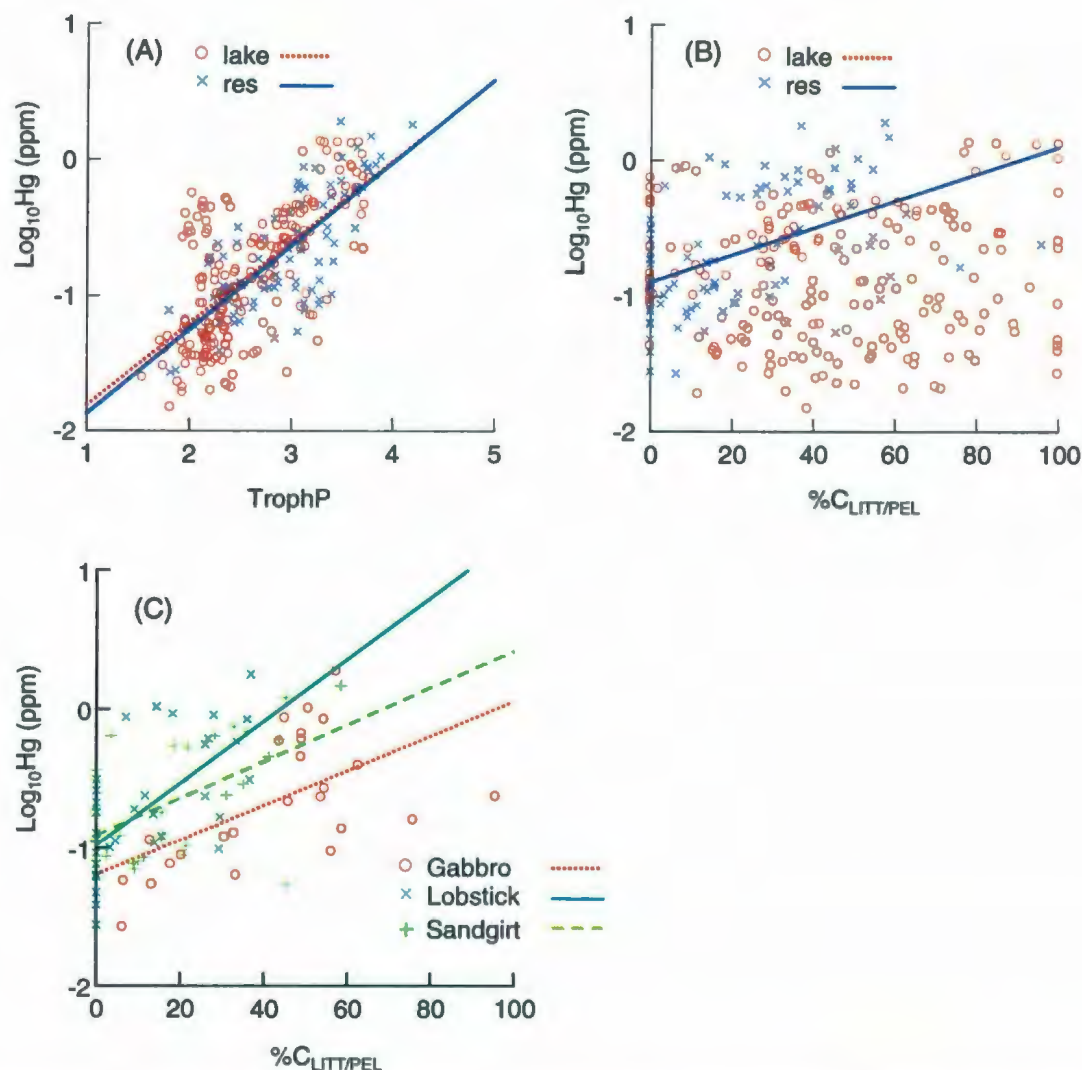 (A)
lake
res
Log10Hg (ppm)
1
0
-1
-2
1 2 3 4 5
TrophP
(B)
lake
res
Log10Hg (ppm)
1
0
-1
-2
0 20 40 60 80 100
%CLITT/PEL
(C)
Log10Hg (ppm)
1
0
-1
-2
Gabbro
Lobstick
Sandgirt
0 20 40 60 80 100
%CLITT/PEL